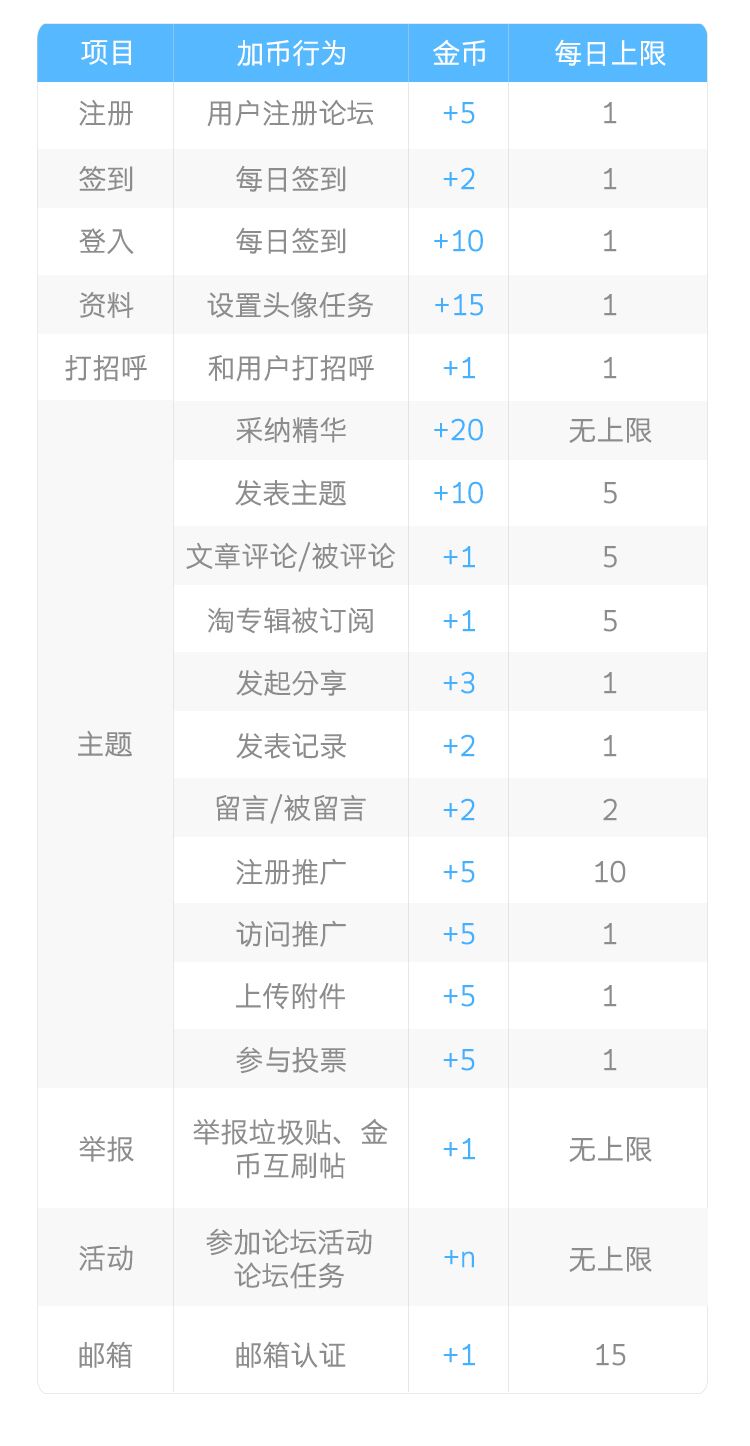 项目 加币行为 金币 每日上限
注册 用户注册论坛 +5 1
签到 每日签到 +2 1
登入 每日签到 +10 1
资料 设置头像任务 +15 1
打招呼 和用户打招呼 +1 1
采纳精华 +20 无上限
发表主题 +10 5
文章评论/被评论 +1 5
淘专辑被订阅 +1 5
发起分享 +3 1
主题 发表记录 +2 1
留言/被留言 +2 2
注册推广 +5 10
访问推广 +5 1
上传附件 +5 1
参与投票 +5 1
举报 举报垃圾贴、金
币互刷帖 +1 无上限
活动 参加论坛活动
论坛任务 +n 无上限
邮箱 邮箱认证 +1 15